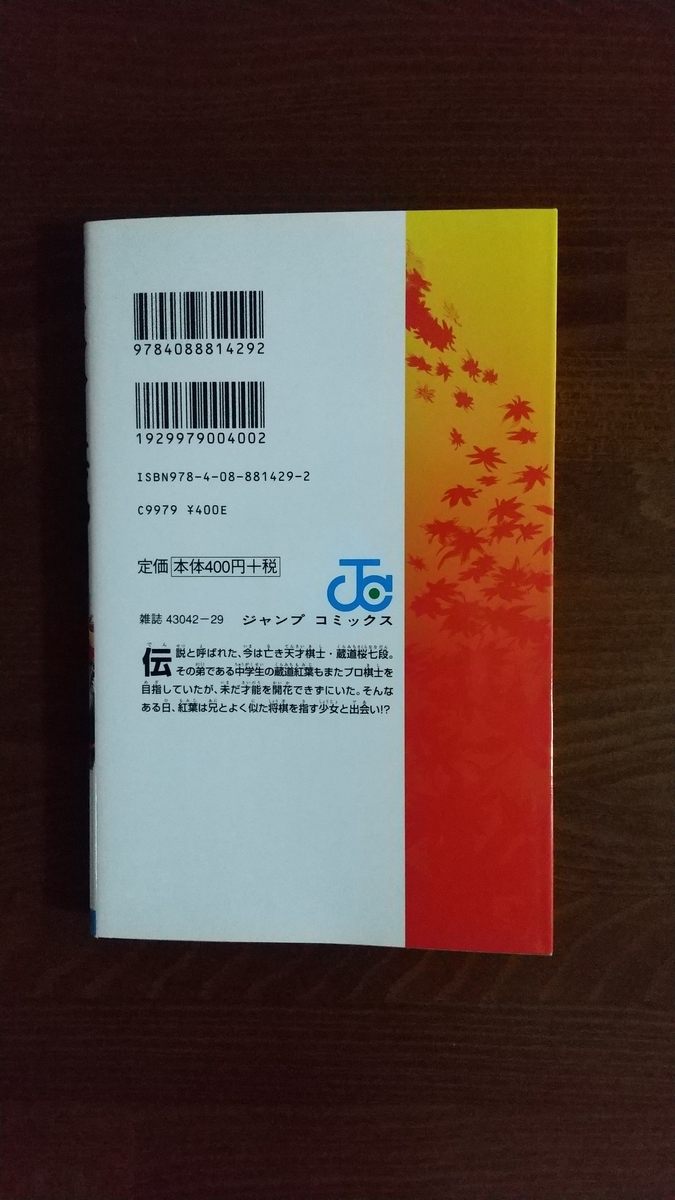 9784088814292
1929979004002
ISBN978-4-08-881429-2
C9979 ¥400E
定価 本体400円+税
JC
雑誌 43042-29 ジャンプ コミックス
伝説と呼ばれた、今は亡き天才棋士・蔵道桜七段。
その弟である中学生の蔵道紅葉もまたプロ棋士を
目指していたが、未だ才能を開花できずにいた。そんな
ある日、紅葉は兄とよく似た将棋を指す少女と出会い!?